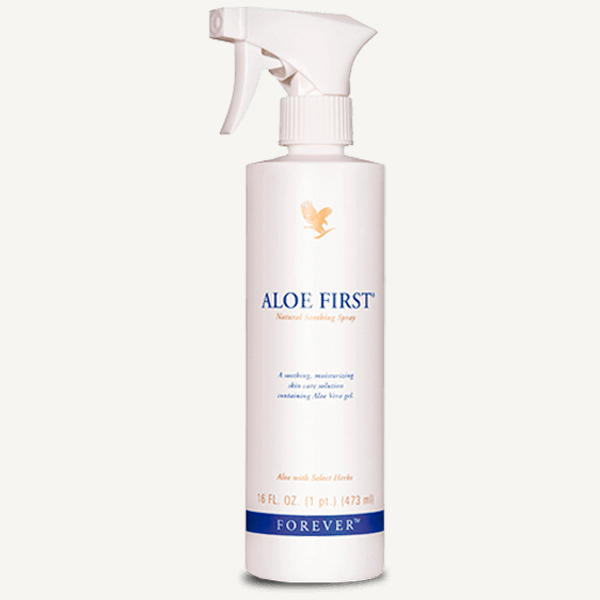 ALOE FIRST®
Natural Soothing Spray
A soothing, moisturizing
skin care solution
containing Aloe Vera gel.
Aloe with Select Herbs
16 FL. OZ. (1 pt.) (473 ml)
FOREVER™